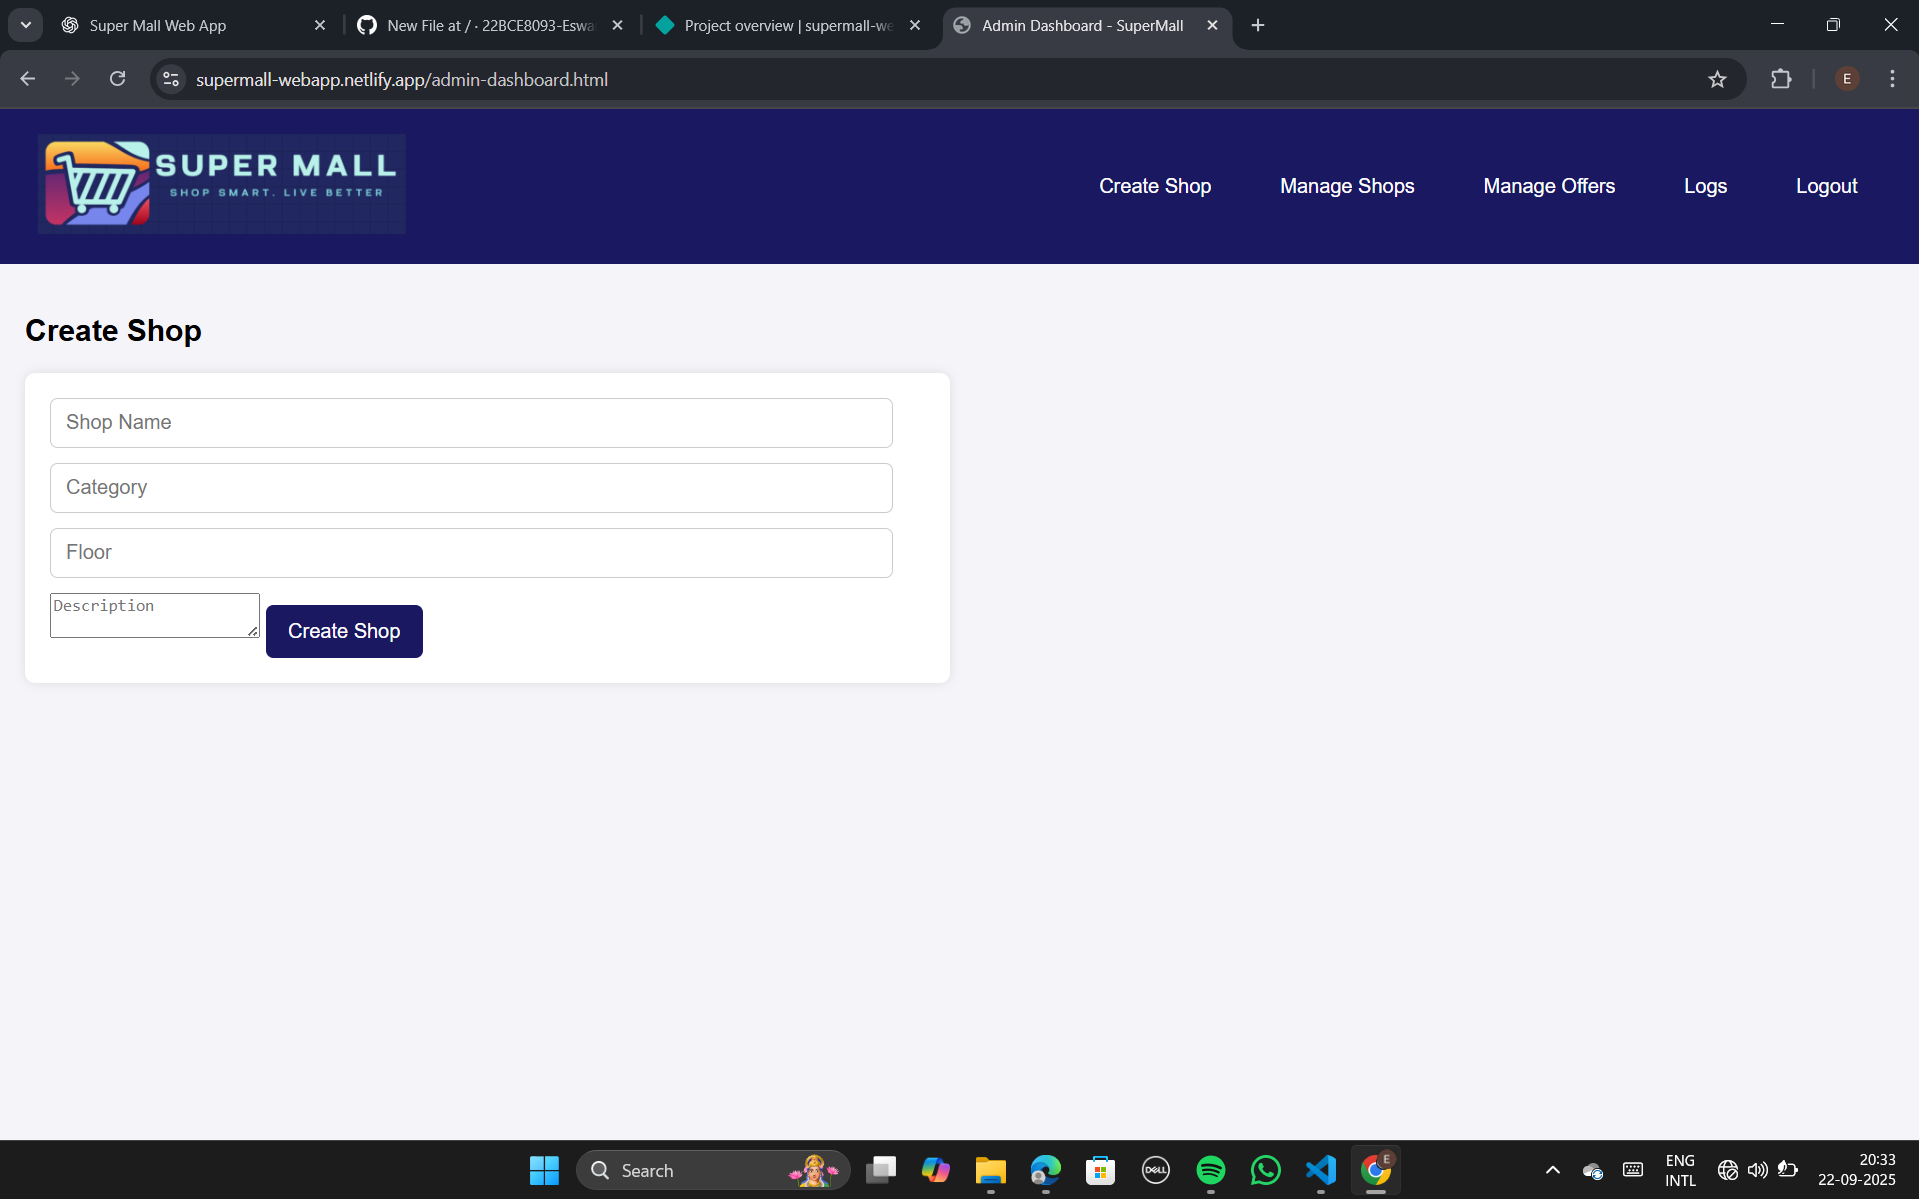 Super Mall Web App
New File at / · 22BCE8093-Eswa
Project overview | supermall-we
Admin Dashboard - SuperMall
supermall-webapp.netlify.app/admin-dashboard.html
E
SUPER MALL
SHOP SMART. LIVE BETTER
Create Shop
Manage Shops
Manage Offers
Logs
Logout
Create Shop
Shop Name
Category
Floor
Description
Create Shop
Search
DELL
E
ENG
INTL
20:33
22-09-2025